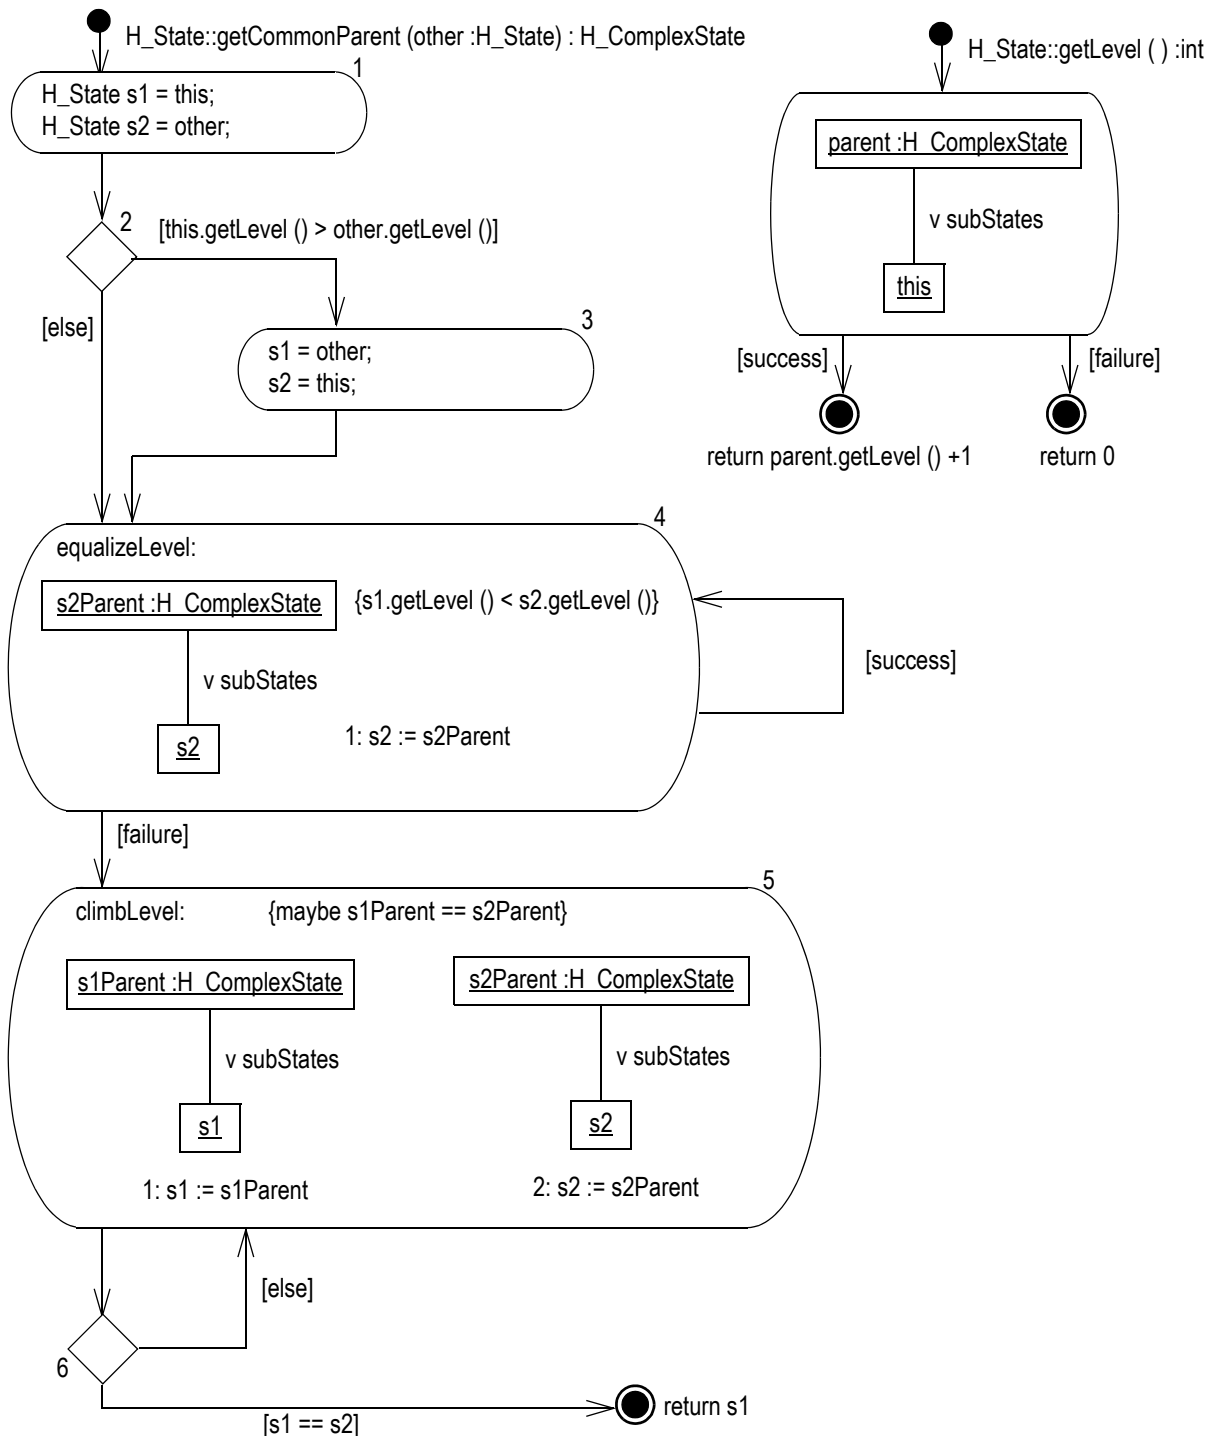 H_State::getCommonParent (other :H_State) : H_ComplexState
1
H_State s1 = this;
H_State s2 = other;
2
[this.getLevel () > other.getLevel ()]
[else]
3
s1 = other;
s2 = this;
4
equalizeLevel:
s2Parent :H_ComplexState
{s1.getLevel () < s2.getLevel ()}
[success]
v subStates
1: s2 := s2Parent
s2
[failure]
5
climbLevel:
{maybe s1Parent == s2Parent}
s1Parent :H_ComplexState
s2Parent :H_ComplexState
v subStates
v subStates
s1
s2
1: s1 := s1Parent
2: s2 := s2Parent
[else]
6
[s1 == s2]
return s1
H_State::getLevel ( ) :int
parent :H_ComplexState
v subStates
this
[success]
[failure]
return parent.getLevel () +1
return 0